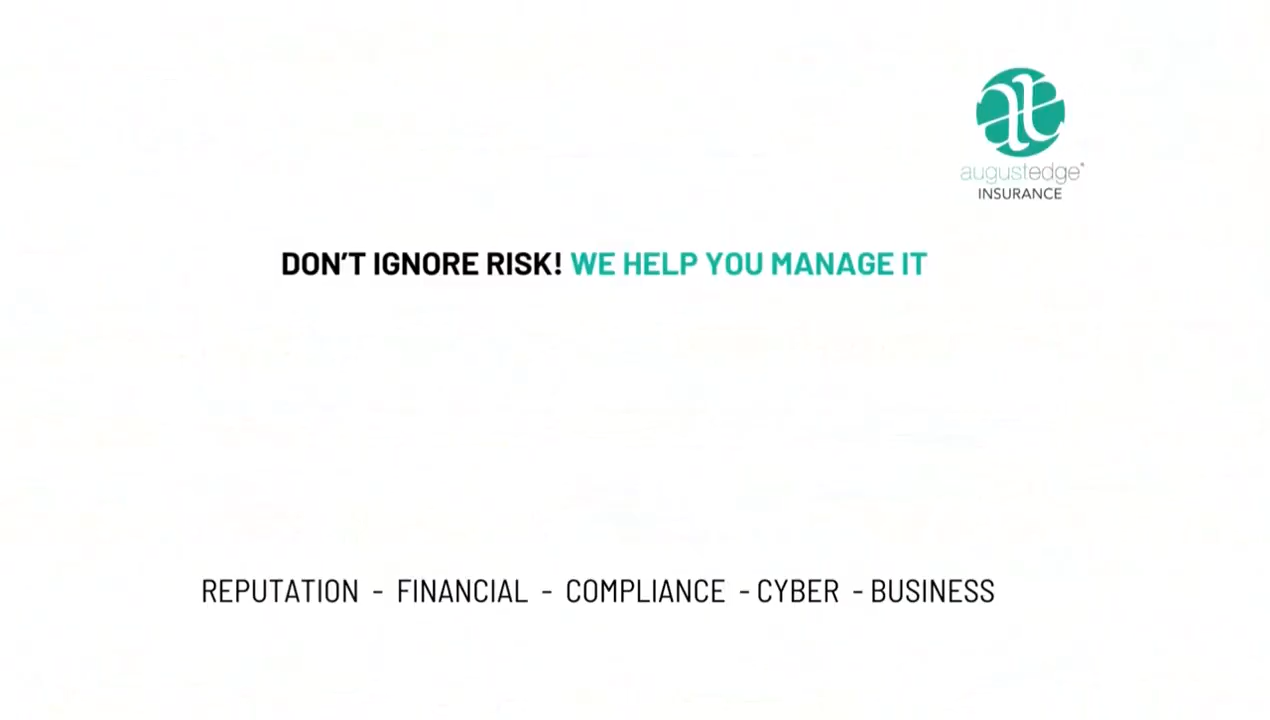 augustedge®
INSURANCE
DON'T IGNORE RISK! WE HELP YOU MANAGE IT
REPUTATION - FINANCIAL - COMPLIANCE - CYBER - BUSINESS